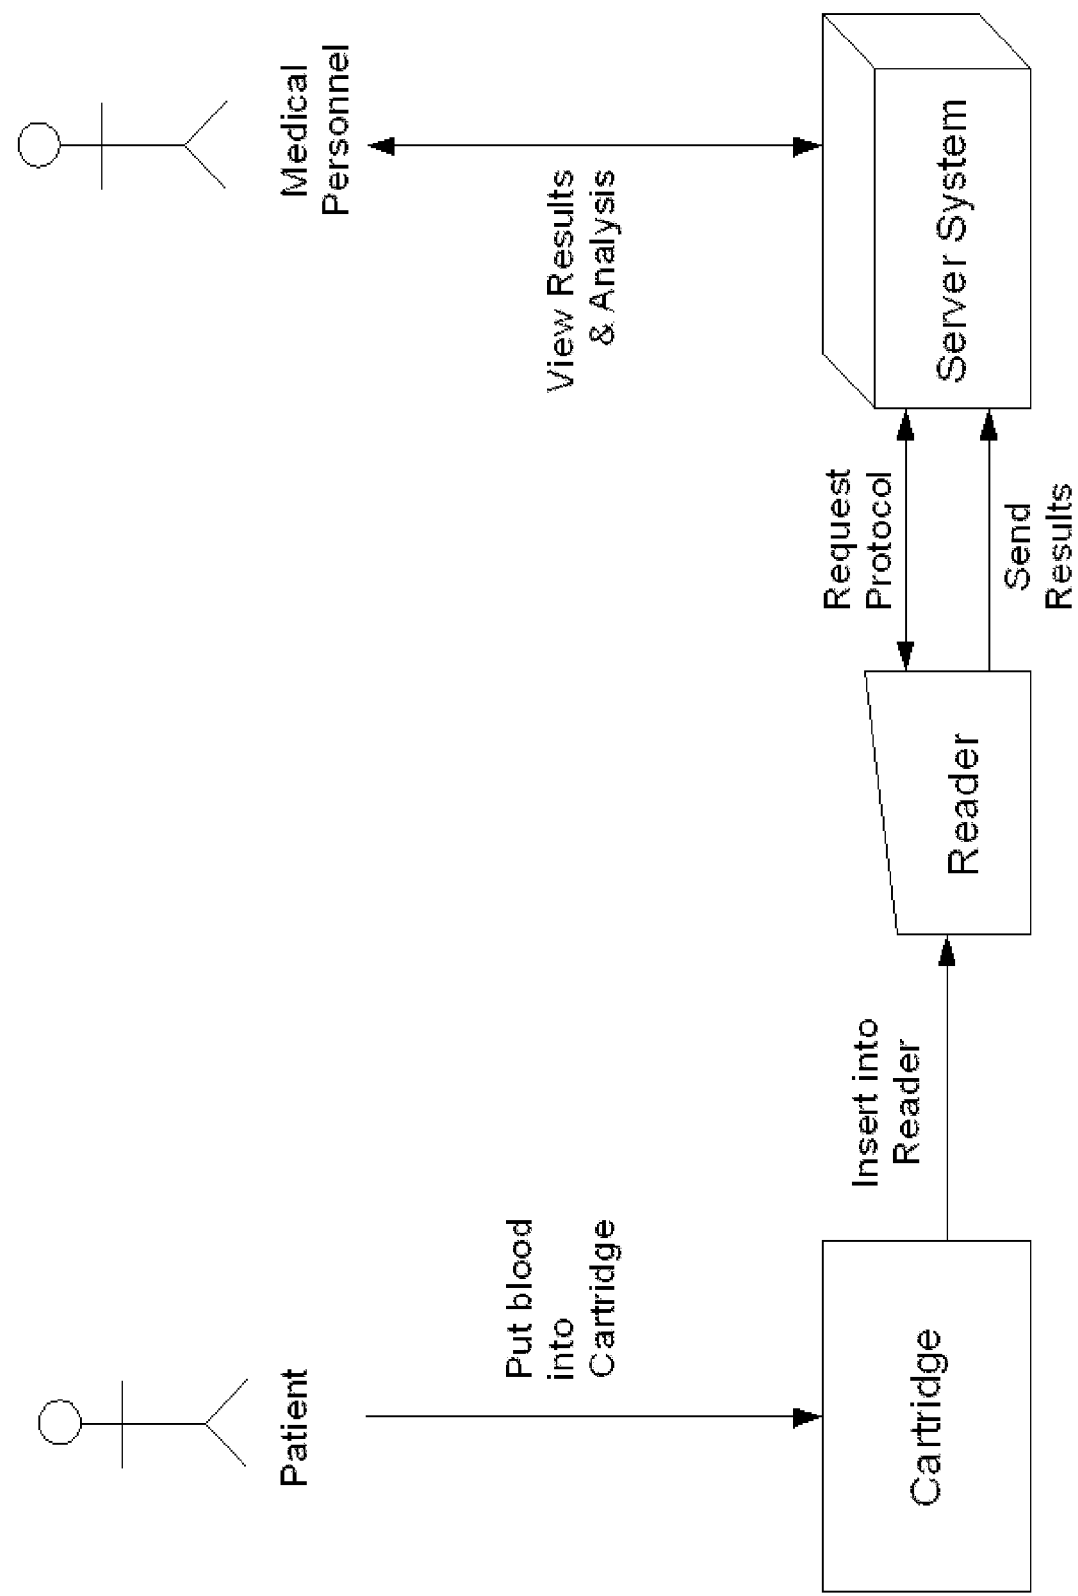 Patient
Medical
Personnel
Put blood
into
Cartridge
View Results
& Analysis
Cartridge
Insert into
Reader
Reader
Request
Protocol
Send
Results
Server System